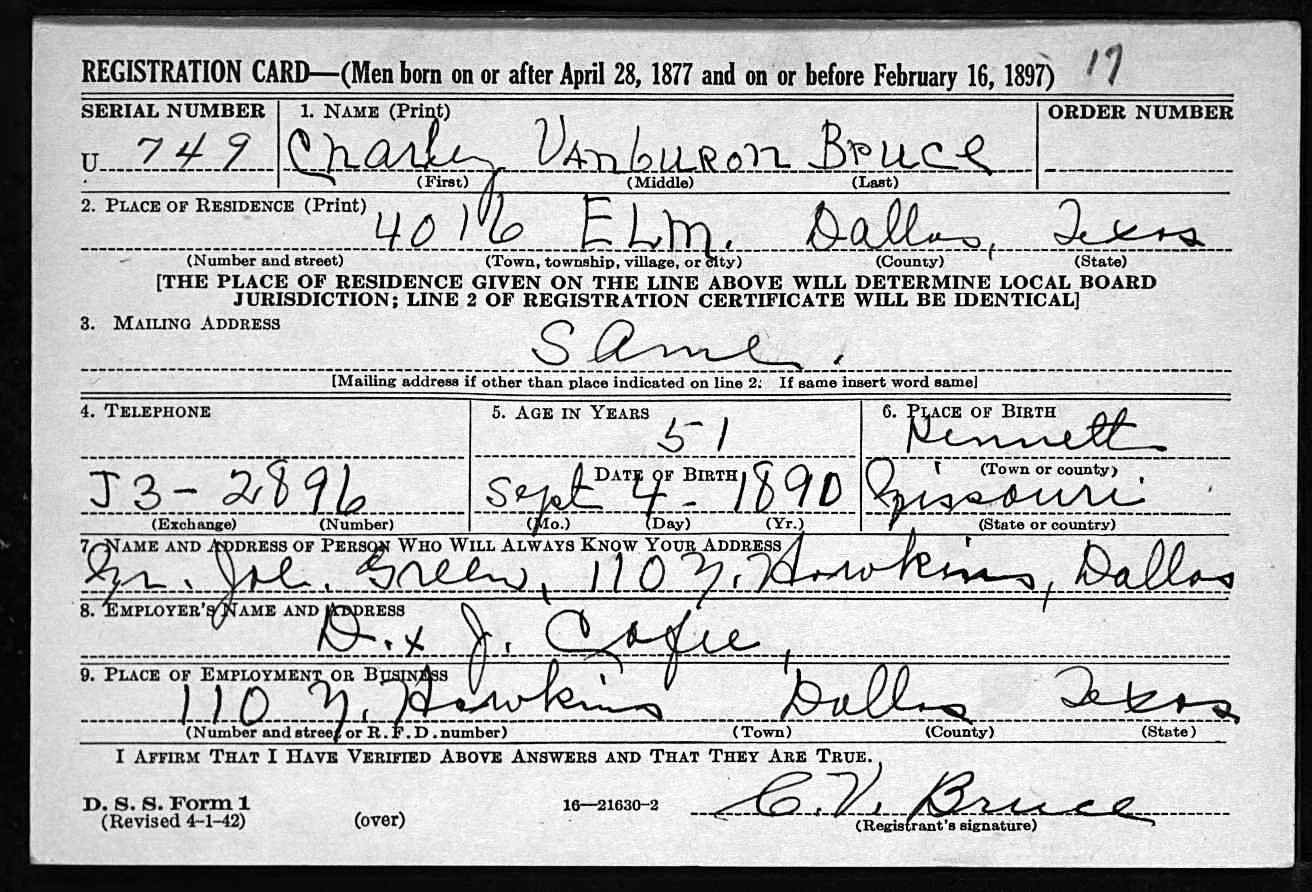 REGISTRATION CARD—(Men born on or after April 28, 1877 and on or before February 16, 1897) 17
SERIAL NUMBER 1. NAME (Print) ORDER NUMBER
U 749 Charley Vanburon Bruce
(First) (Middle) (Last)
2. PLACE OF RESIDENCE (Print)
4016 ELM. Dallas, Texas
(Number and street) (Town, township, village, or city) (County) (State)
[THE PLACE OF RESIDENCE GIVEN ON THE LINE ABOVE WILL DETERMINE LOCAL BOARD
JURISDICTION; LINE 2 OF REGISTRATION CERTIFICATE WILL BE IDENTICAL]
3. MAILING ADDRESS
Same.
[Mailing address if other than place indicated on line 2. If same insert word same]
4. TELEPHONE 5. AGE IN YEARS 6. PLACE OF BIRTH
51 Kennett
DATE OF BIRTH (Town or county)
J3-2896 Sept 4-1890 Missouri
(Exchange) (Number) (Mo.) (Day) (Yr.) (State or country)
7. NAME AND ADDRESS OF PERSON WHO WILL ALWAYS KNOW YOUR ADDRESS
Mr. Joe. Green, 110 N. Hawkins, Dallas
8. EMPLOYER'S NAME AND ADDRESS
D. x J. Cafe,
9. PLACE OF EMPLOYMENT OR BUSINESS
110 N. Hawkins Dallas Texas
(Number and street or R. F. D. number) (Town) (County) (State)
I AFFIRM THAT I HAVE VERIFIED ABOVE ANSWERS AND THAT THEY ARE TRUE.
D. S. S. Form 1
(Revised 4-1-42) (over) 16—21630-2 C. V. Bruce
(Registrant's signature)